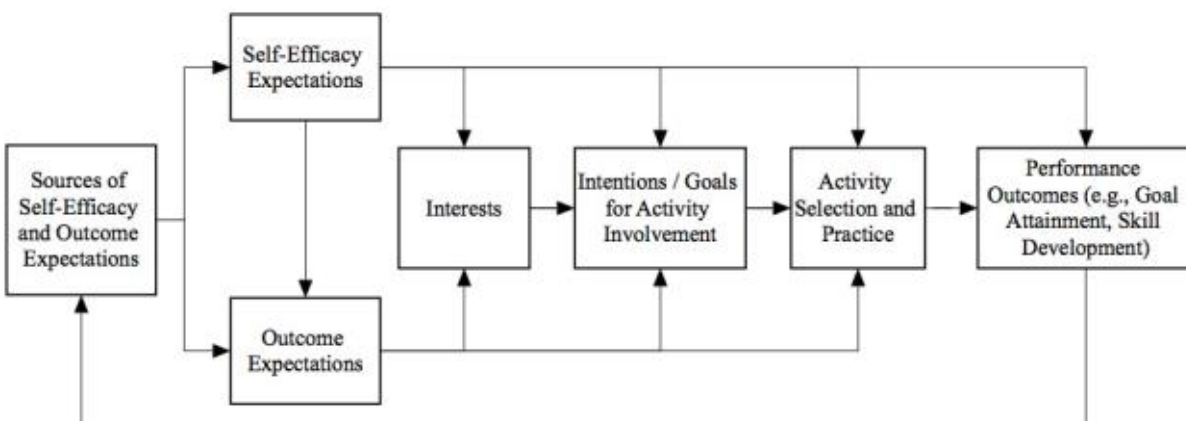 Self-Efficacy
Expectations
Sources of
Self-Efficacy
and Outcome
Expectations
Interests
Intentions / Goals
for Activity
Involvement
Activity
Selection and
Practice
Performance
Outcomes (e.g., Goal
Attainment, Skill
Development)
Outcome
Expectations